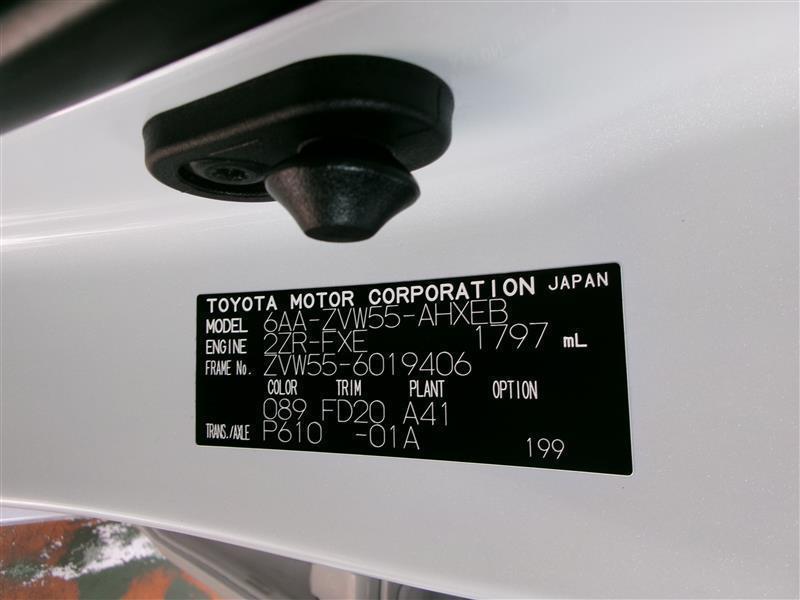 TOYOTA MOTOR CORPORATION JAPAN
MODEL 6AA-ZVW55-AHXEB
ENGINE 2ZR-FXE 1797 mL
FRAME No. ZVW55-6019406
COLOR TRIM PLANT OPTION
089 FD20 A41
TRANS./AXLE P610 -01A 199